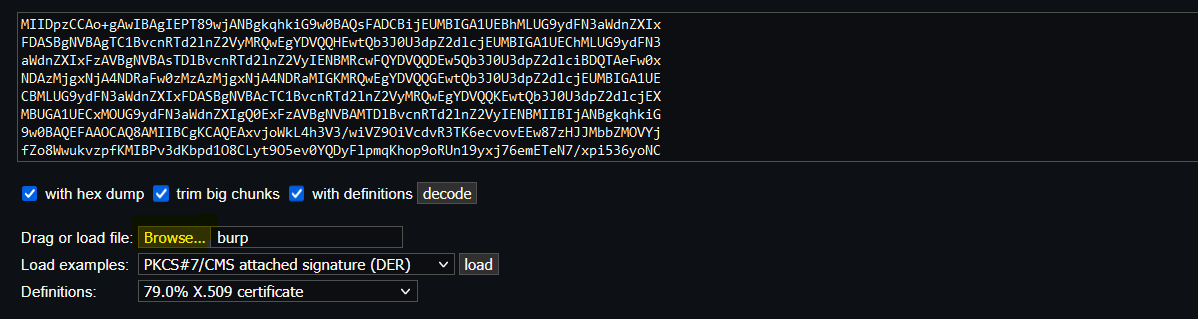 MIIDpzCCAo+gAwIBAgIEPT89wjANBgkqhkiG9w0BAQsFADCBijEUMBIGA1UEBhMLUG9ydFN3aWdnZXIx
FDASBgNVBAgTC1BvcnRTd2lnZ2VyMRQwEgYDVQQHEwtQb3J0U3dpZ2dlcjEUMBIGA1UEChMLUG9ydFN3
aWdnZXIxFzAVBgNVBAsTDlBvcnRTd2lnZ2VyIENBMRcwFQYDVQQDEw5Qb3J0U3dpZ2dlciBDQTAeFw0x
NDAzMjgxNjA4NDRaFw0zMzAzMjgxNjA4NDRaMIGKMRQwEgYDVQQGEwtQb3J0U3dpZ2dlcjEUMBIGA1UE
CBMLUG9ydFN3aWdnZXIxFDASBgNVBAcTC1BvcnRTd2lnZ2VyMRQwEgYDVQQKEwtQb3J0U3dpZ2dlcjEX
MBUGA1UECxMOUG9ydFN3aWdnZXIgQ0ExFzAVBgNVBAMTDlBvcnRTd2lnZ2VyIENBMIIBIjANBgkqhkiG
9w0BAQEFAAOCAQ8AMIIBCgKCAQEAxvjoWkL4h3V3/wiVZ9OiVcdvR3TK6ecvovEEw87zHJJMbbZMOVYj
fZo8WwukvzpfKMIBPv3dKbpd1O8CLyt9O5ev0YQDyFlpmqKhop9oRUn19yxj76emETeN7/xpi536yoNC
with hex dump trim big chunks with definitions decode
Drag or load file: Browse... burp
Load examples: PKCS#7/CMS attached signature (DER) load
Definitions: 79.0% X.509 certificate